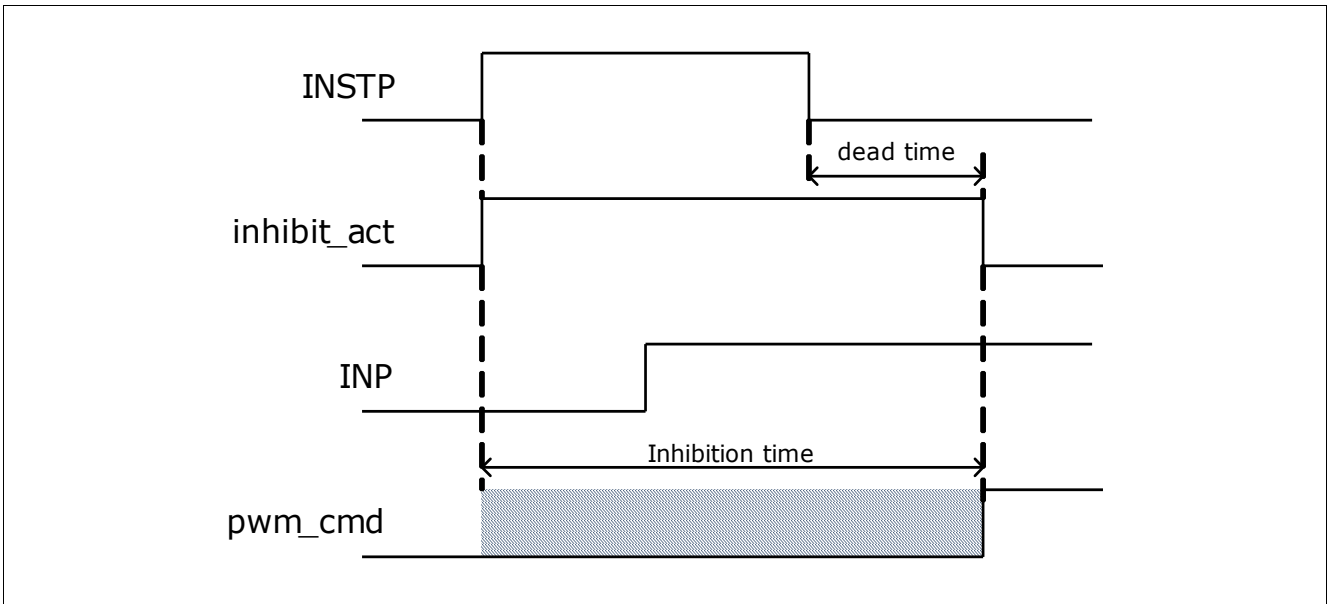 INSTP
dead time
inhibit_act
INP
Inhibition time
pwm_cmd